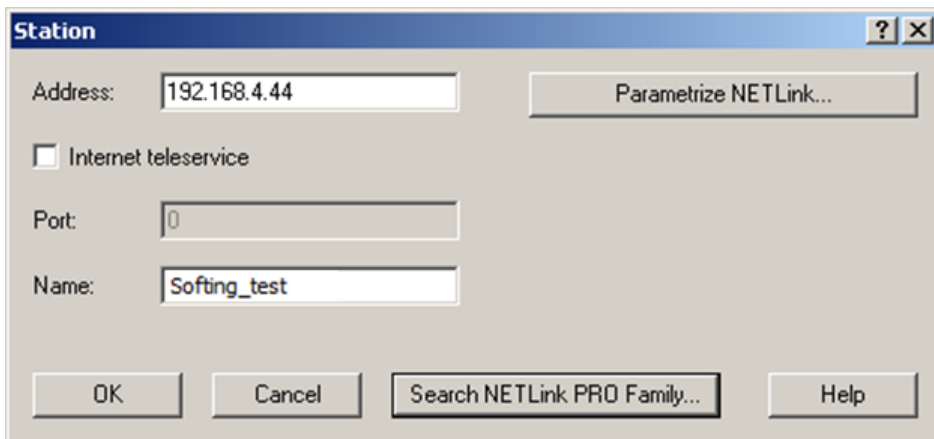 Station
Address: 192.168.4.44 Parametrize NETLink...
Internet teleservice
Port: 0
Name: Softing_test
OK Cancel Search NETLink PRO Family... Help